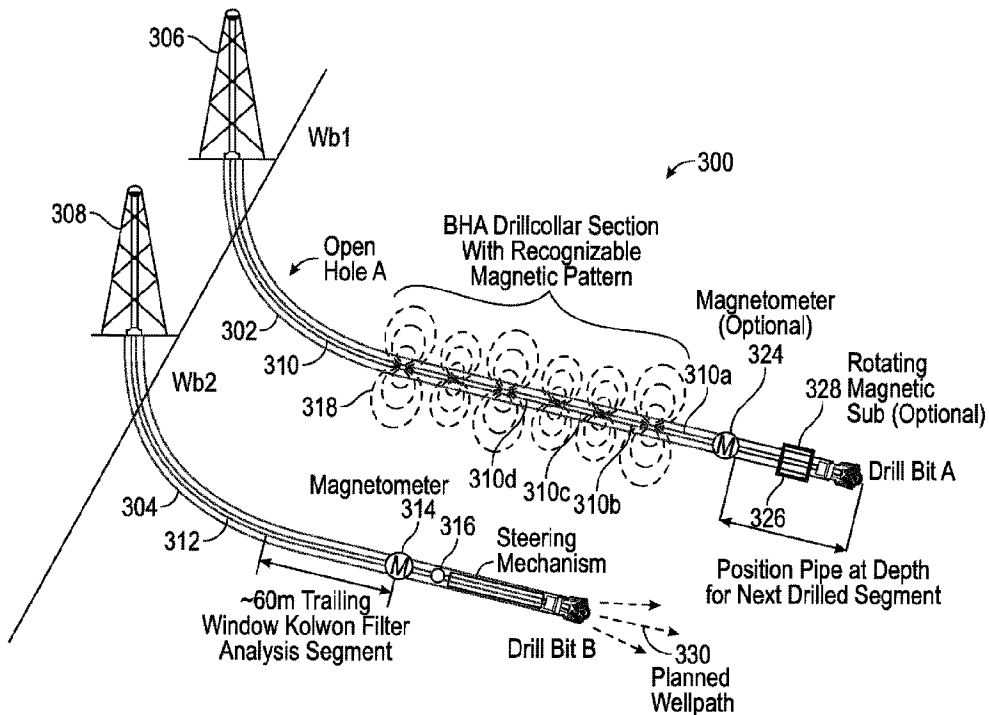 306
Wb1
300
308
BHA Drillcollar Section
With Recognizable
Magnetic Pattern
Open
Hole A
Magnetometer
(Optional)
324
302
Wb2
310
310a
328
Rotating
Magnetic
Sub (Optional)
318
M
310d
310c
310b
Drill Bit A
326
Magnetometer
314
304
316
312
Steering
Mechanism
M
Position Pipe at Depth
for Next Drilled Segment
~60m Trailing
Window Kolwon Filter
Analysis Segment
Drill Bit B
330
Planned
Wellpath